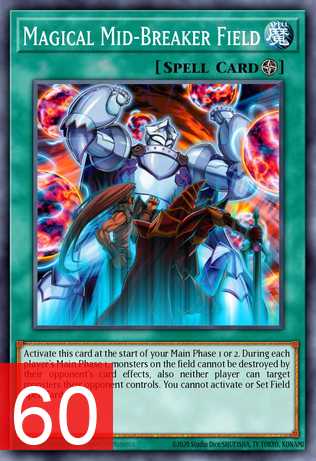 MAGICAL MID-BREAKER FIELD
魔
[SPELL CARD]
Activate this card at the start of your Main Phase 1 or 2. During each
player's Main Phase 1, monsters on the field cannot be destroyed by
their opponent's card effects, also neither player can target
monsters their opponent controls. You cannot activate or Set Field
60
©2020 Studio Dice/SHUEISHA, TV TOKYO, KONAMI